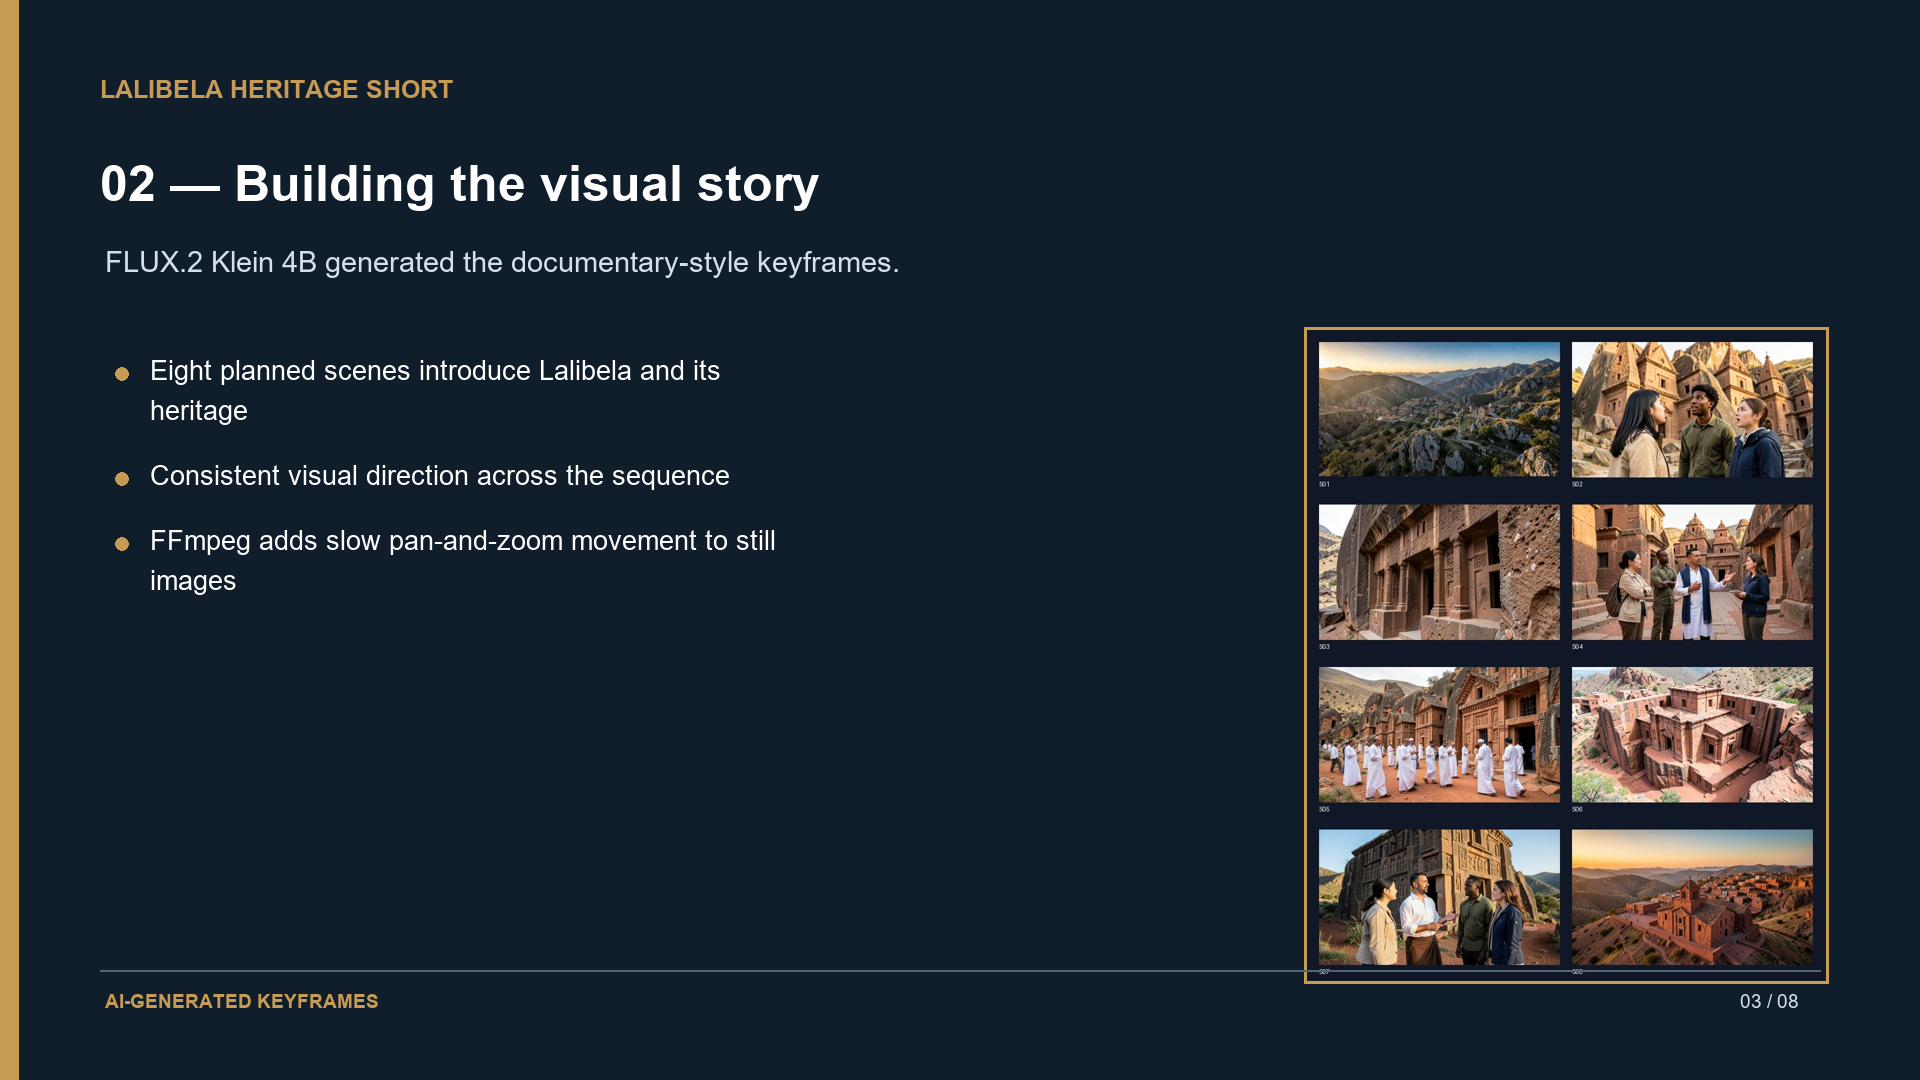 LALIBELA HERITAGE SHORT
02 — Building the visual story
FLUX.2 Klein 4B generated the documentary-style keyframes.
Eight planned scenes introduce Lalibela and its
heritage
Consistent visual direction across the sequence
FFmpeg adds slow pan-and-zoom movement to still
images
S01
S02
S03
S04
S05
S06
S07
S08
AI-GENERATED KEYFRAMES
03 / 08